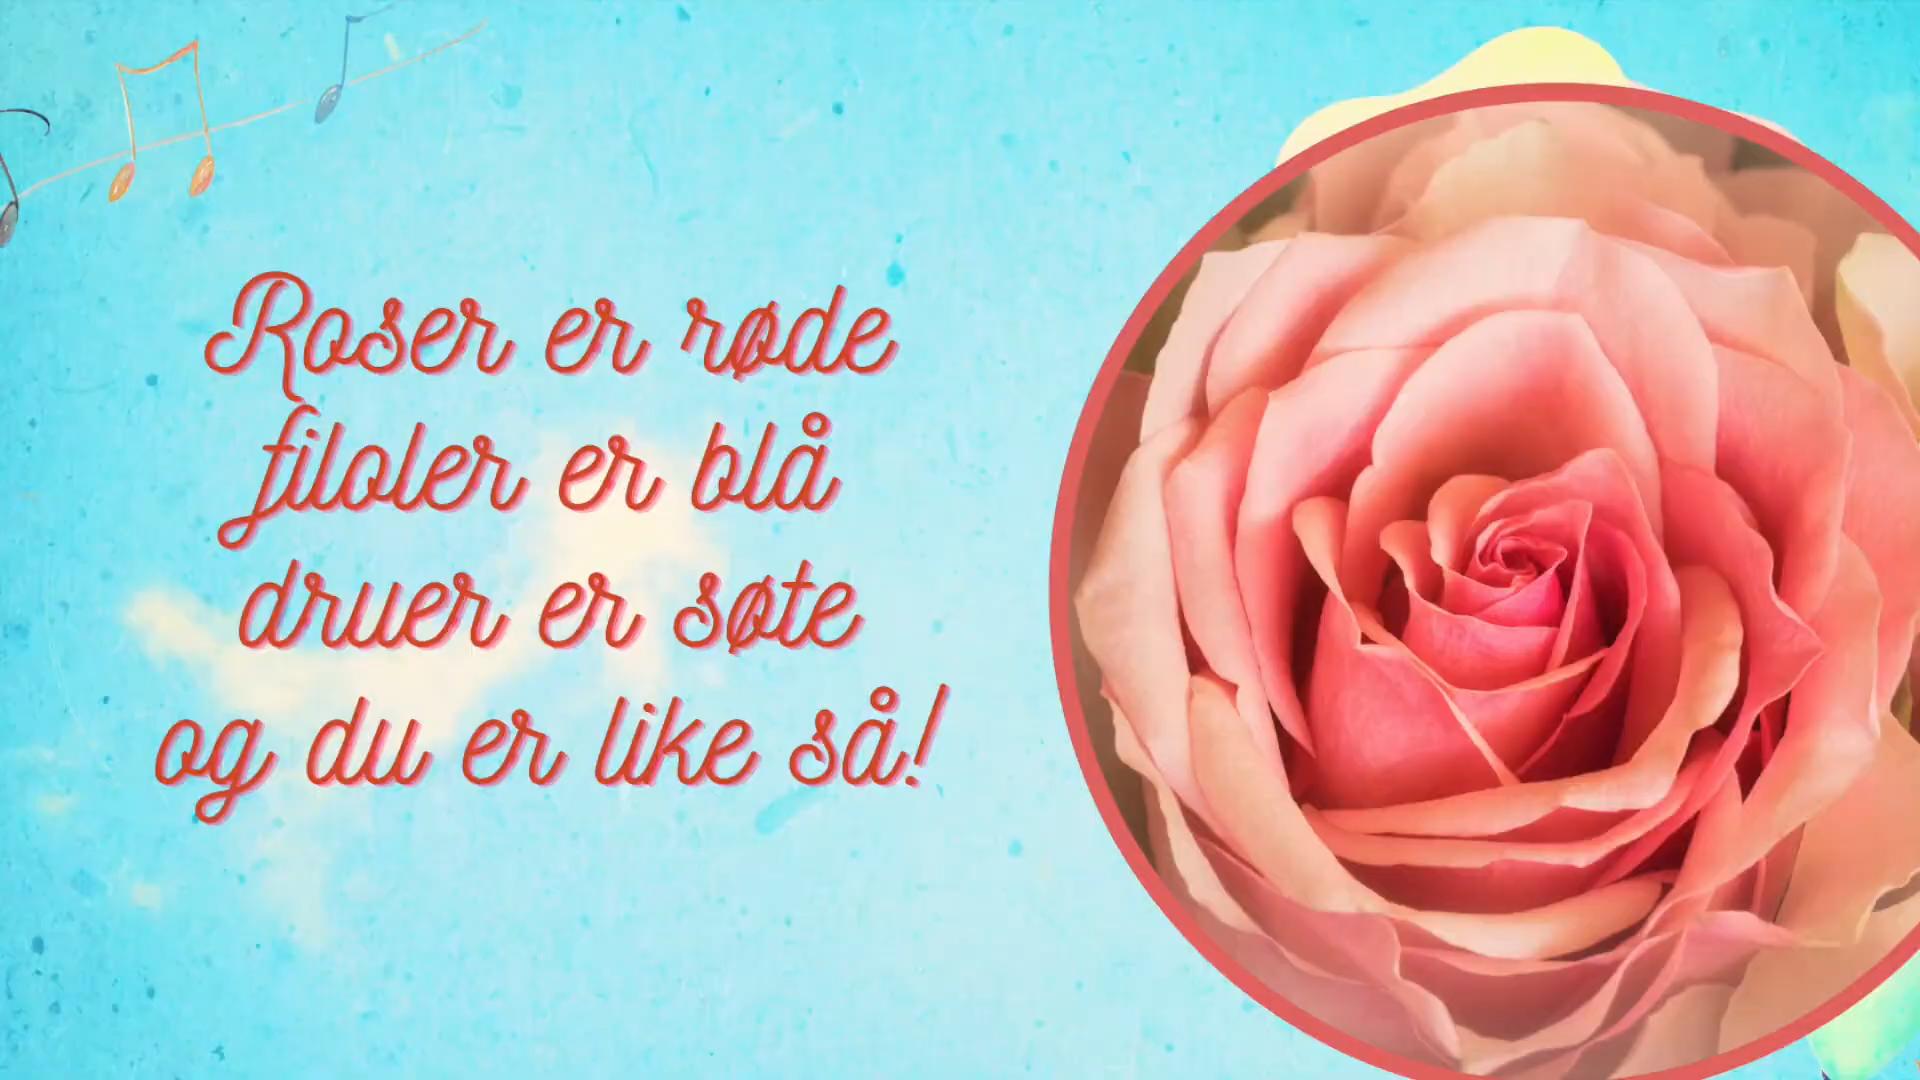 Roser er røde
filoler er blå
druer er søte
og du er like så!